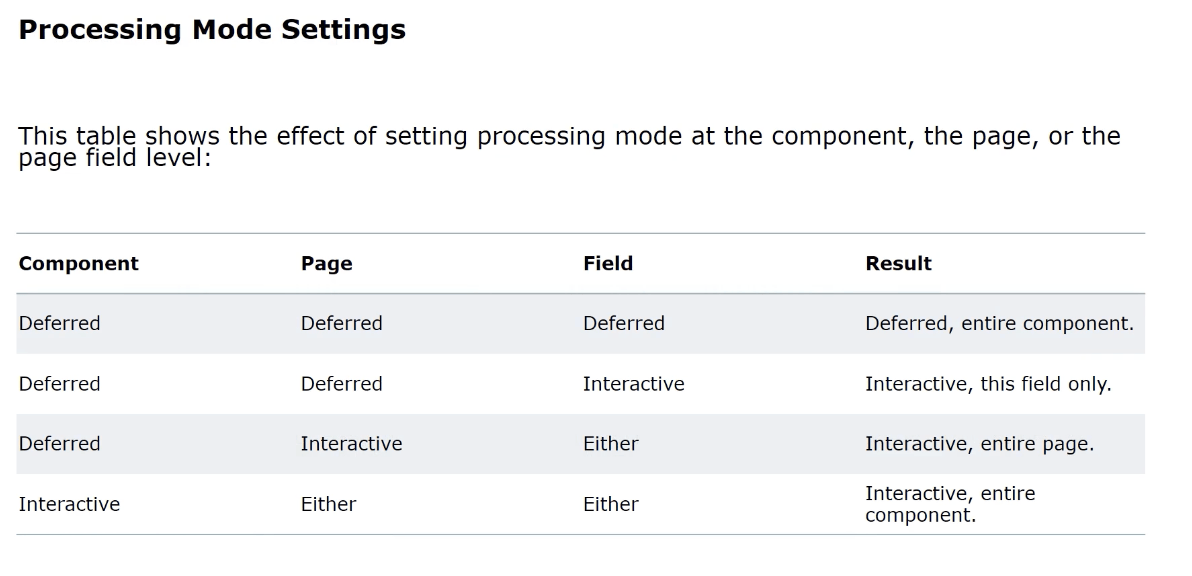 Processing Mode Settings
This table shows the effect of setting processing mode at the component, the page, or the
page field level:
Component Page Field Result
Deferred Deferred Deferred Deferred, entire component.
Deferred Deferred Interactive Interactive, this field only.
Deferred Interactive Either Interactive, entire page.
Interactive Either Either Interactive, entire
component.